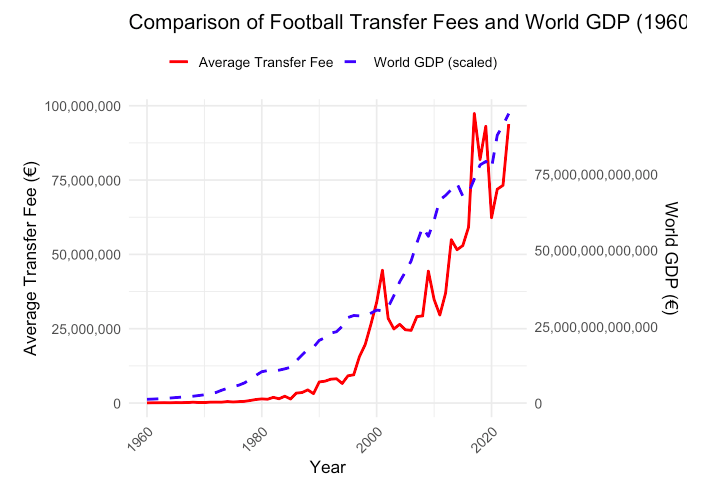 Comparison of Football Transfer Fees and World GDP (1960
Average Transfer Fee
World GDP (scaled)
Average Transfer Fee (€)
100,000,000
75,000,000
50,000,000
25,000,000
0
75,000,000,000,000
50,000,000,000,000
25,000,000,000,000
0
World GDP (€)
1960
1980
2000
2020
Year